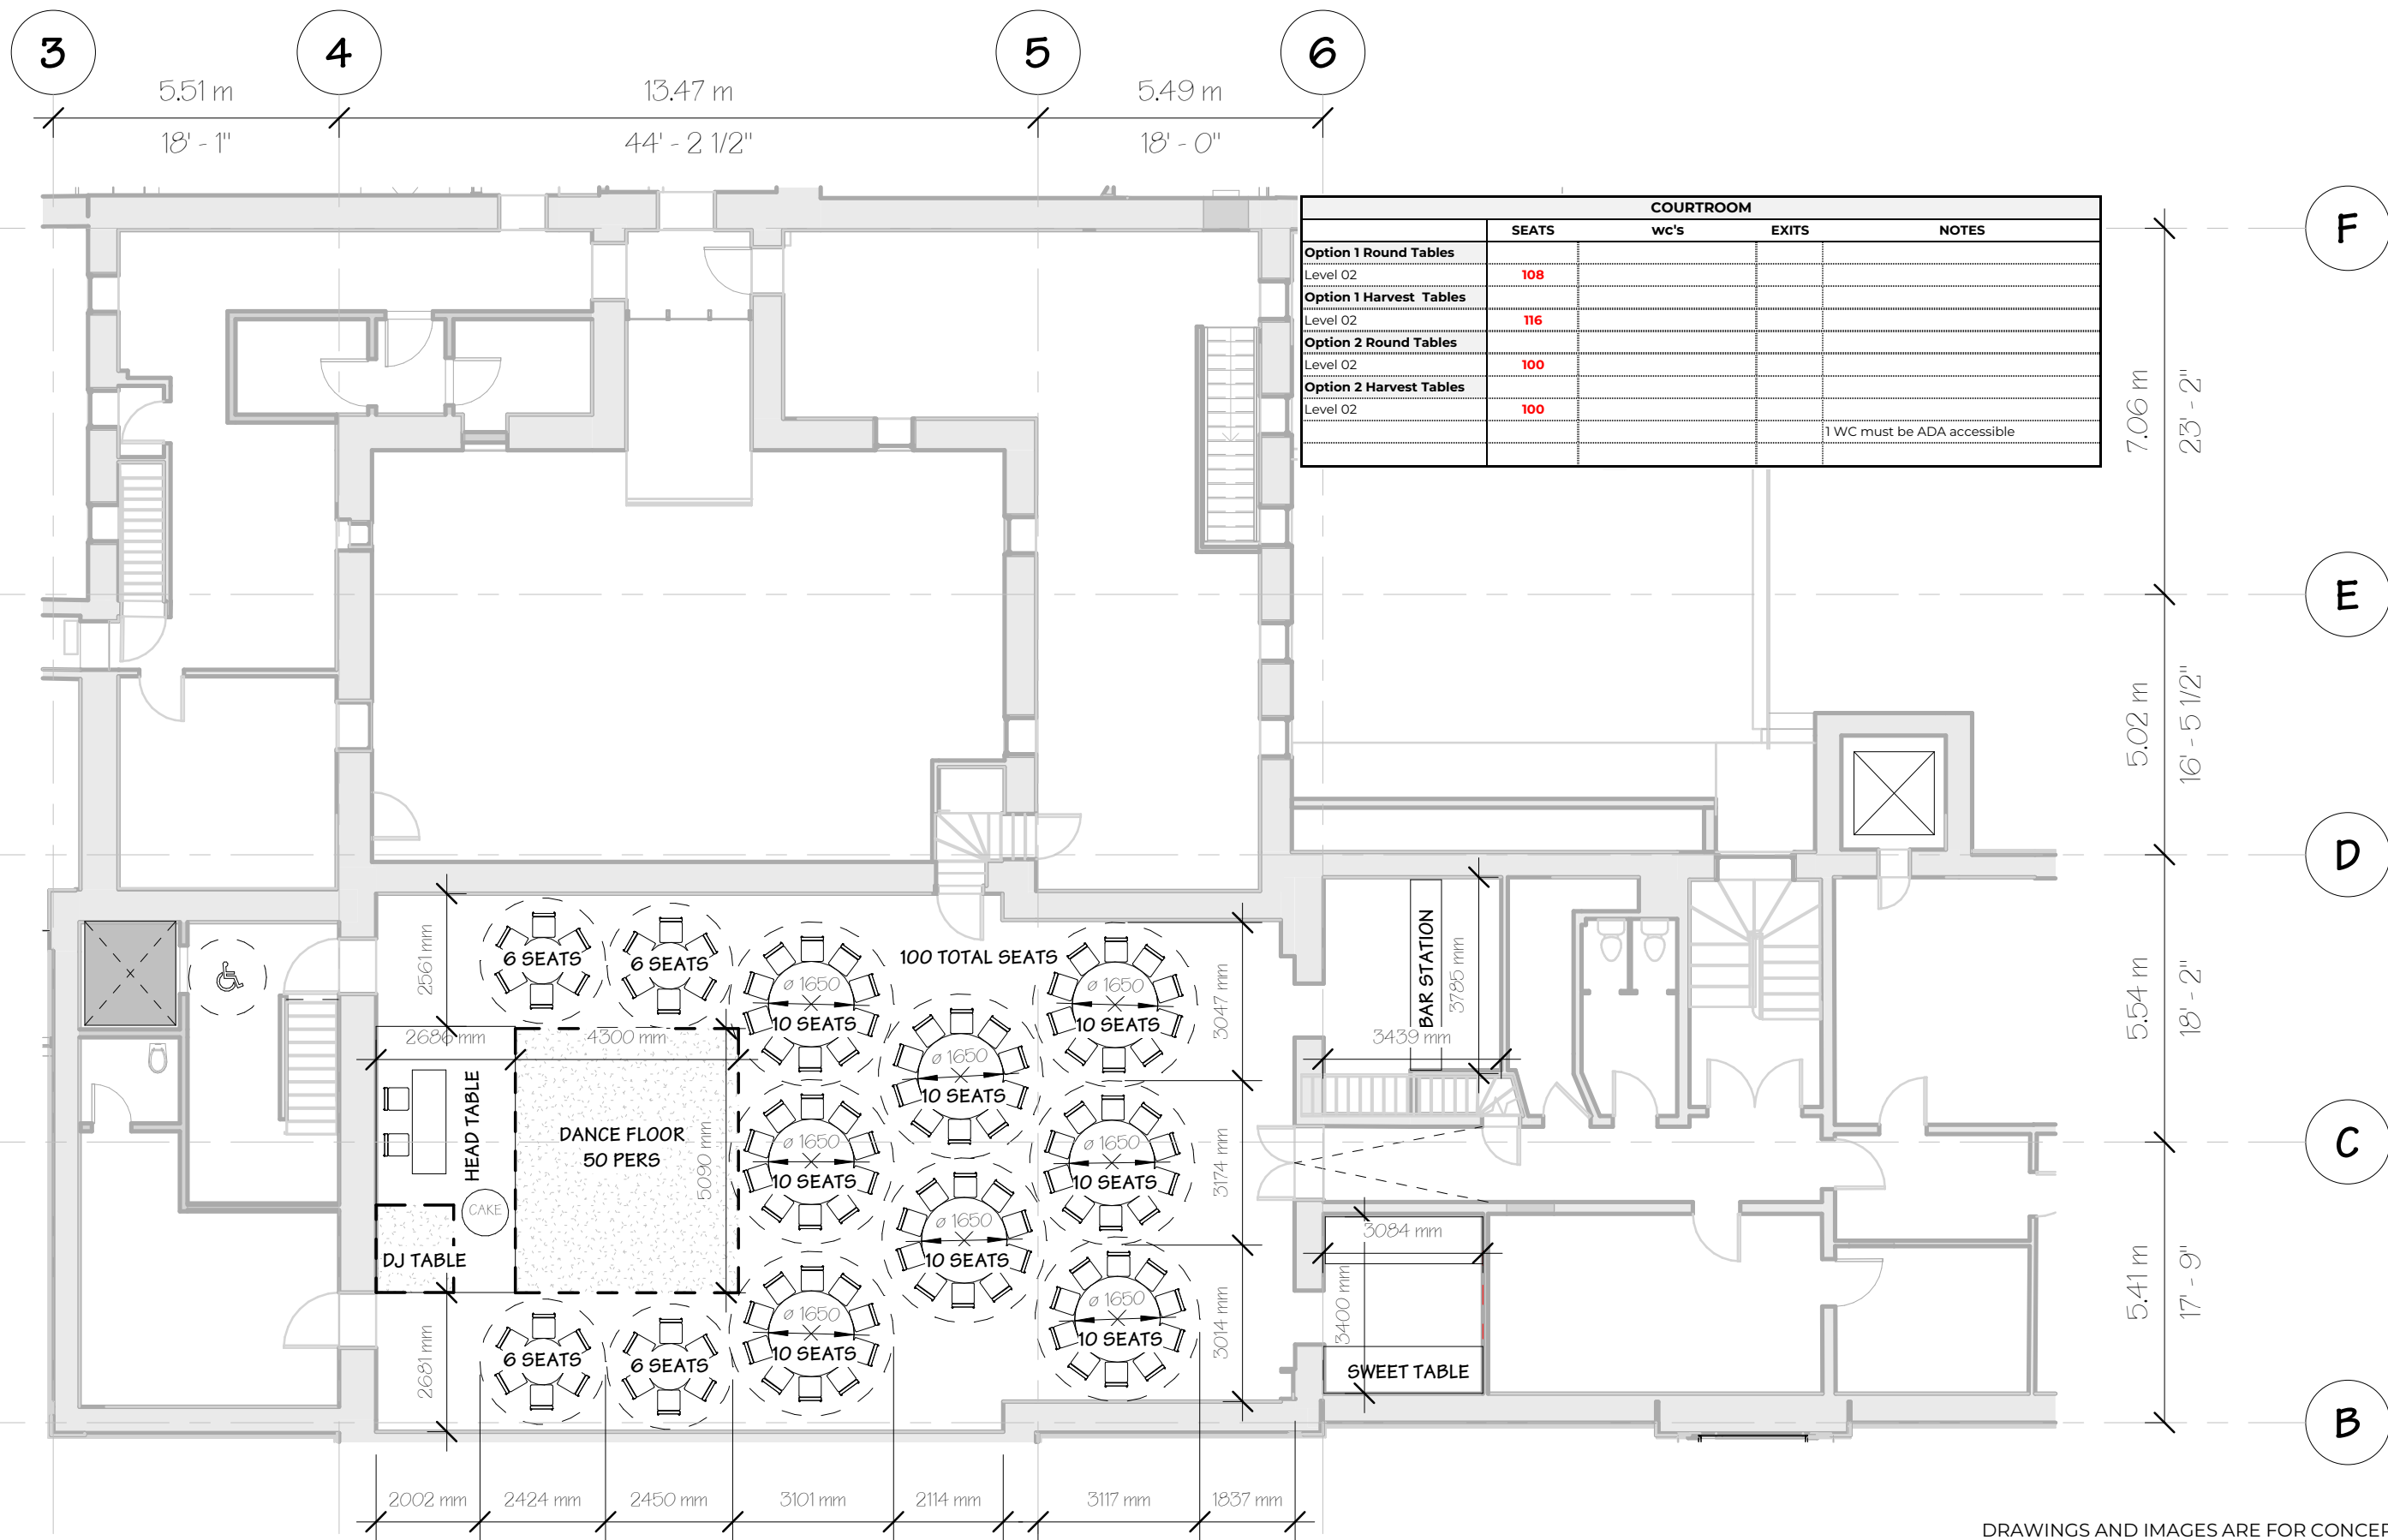 3
4
5
6
5.51 m
13.47 m
5.49 m
18' - 1"
44' - 2 1/2"
18' - 0"
COURTROOM
SEATS wc's EXITS NOTES
Option 1 Round Tables
Level 02 108
Option 1 Harvest Tables
Level 02 116
Option 2 Round Tables
Level 02 100
Option 2 Harvest Tables
Level 02 100
1 WC must be ADA accessible
F
7.06 m
23' - 2"
E
5.02 m
16' - 5 1/2"
D
5.54 m
18' - 2"
C
5.41 m
17' - 9"
B
2561 mm
6 SEATS
6 SEATS
100 TOTAL SEATS
ø 1650
10 SEATS
ø 1650
10 SEATS
3047 mm
BAR STATION
3785 mm
3439 mm
2686 mm
4300 mm
ø 1650
10 SEATS
HEAD TABLE
DANCE FLOOR
50 PERS
5090 mm
ø 1650
10 SEATS
ø 1650
10 SEATS
3174 mm
CAKE
DJ TABLE
ø 1650
10 SEATS
3084 mm
3400 mm
SWEET TABLE
2681 mm
6 SEATS
6 SEATS
ø 1650
10 SEATS
ø 1650
10 SEATS
3014 mm
2002 mm
2424 mm
2450 mm
3101 mm
2114 mm
3117 mm
1837 mm
DRAWINGS AND IMAGES ARE FOR